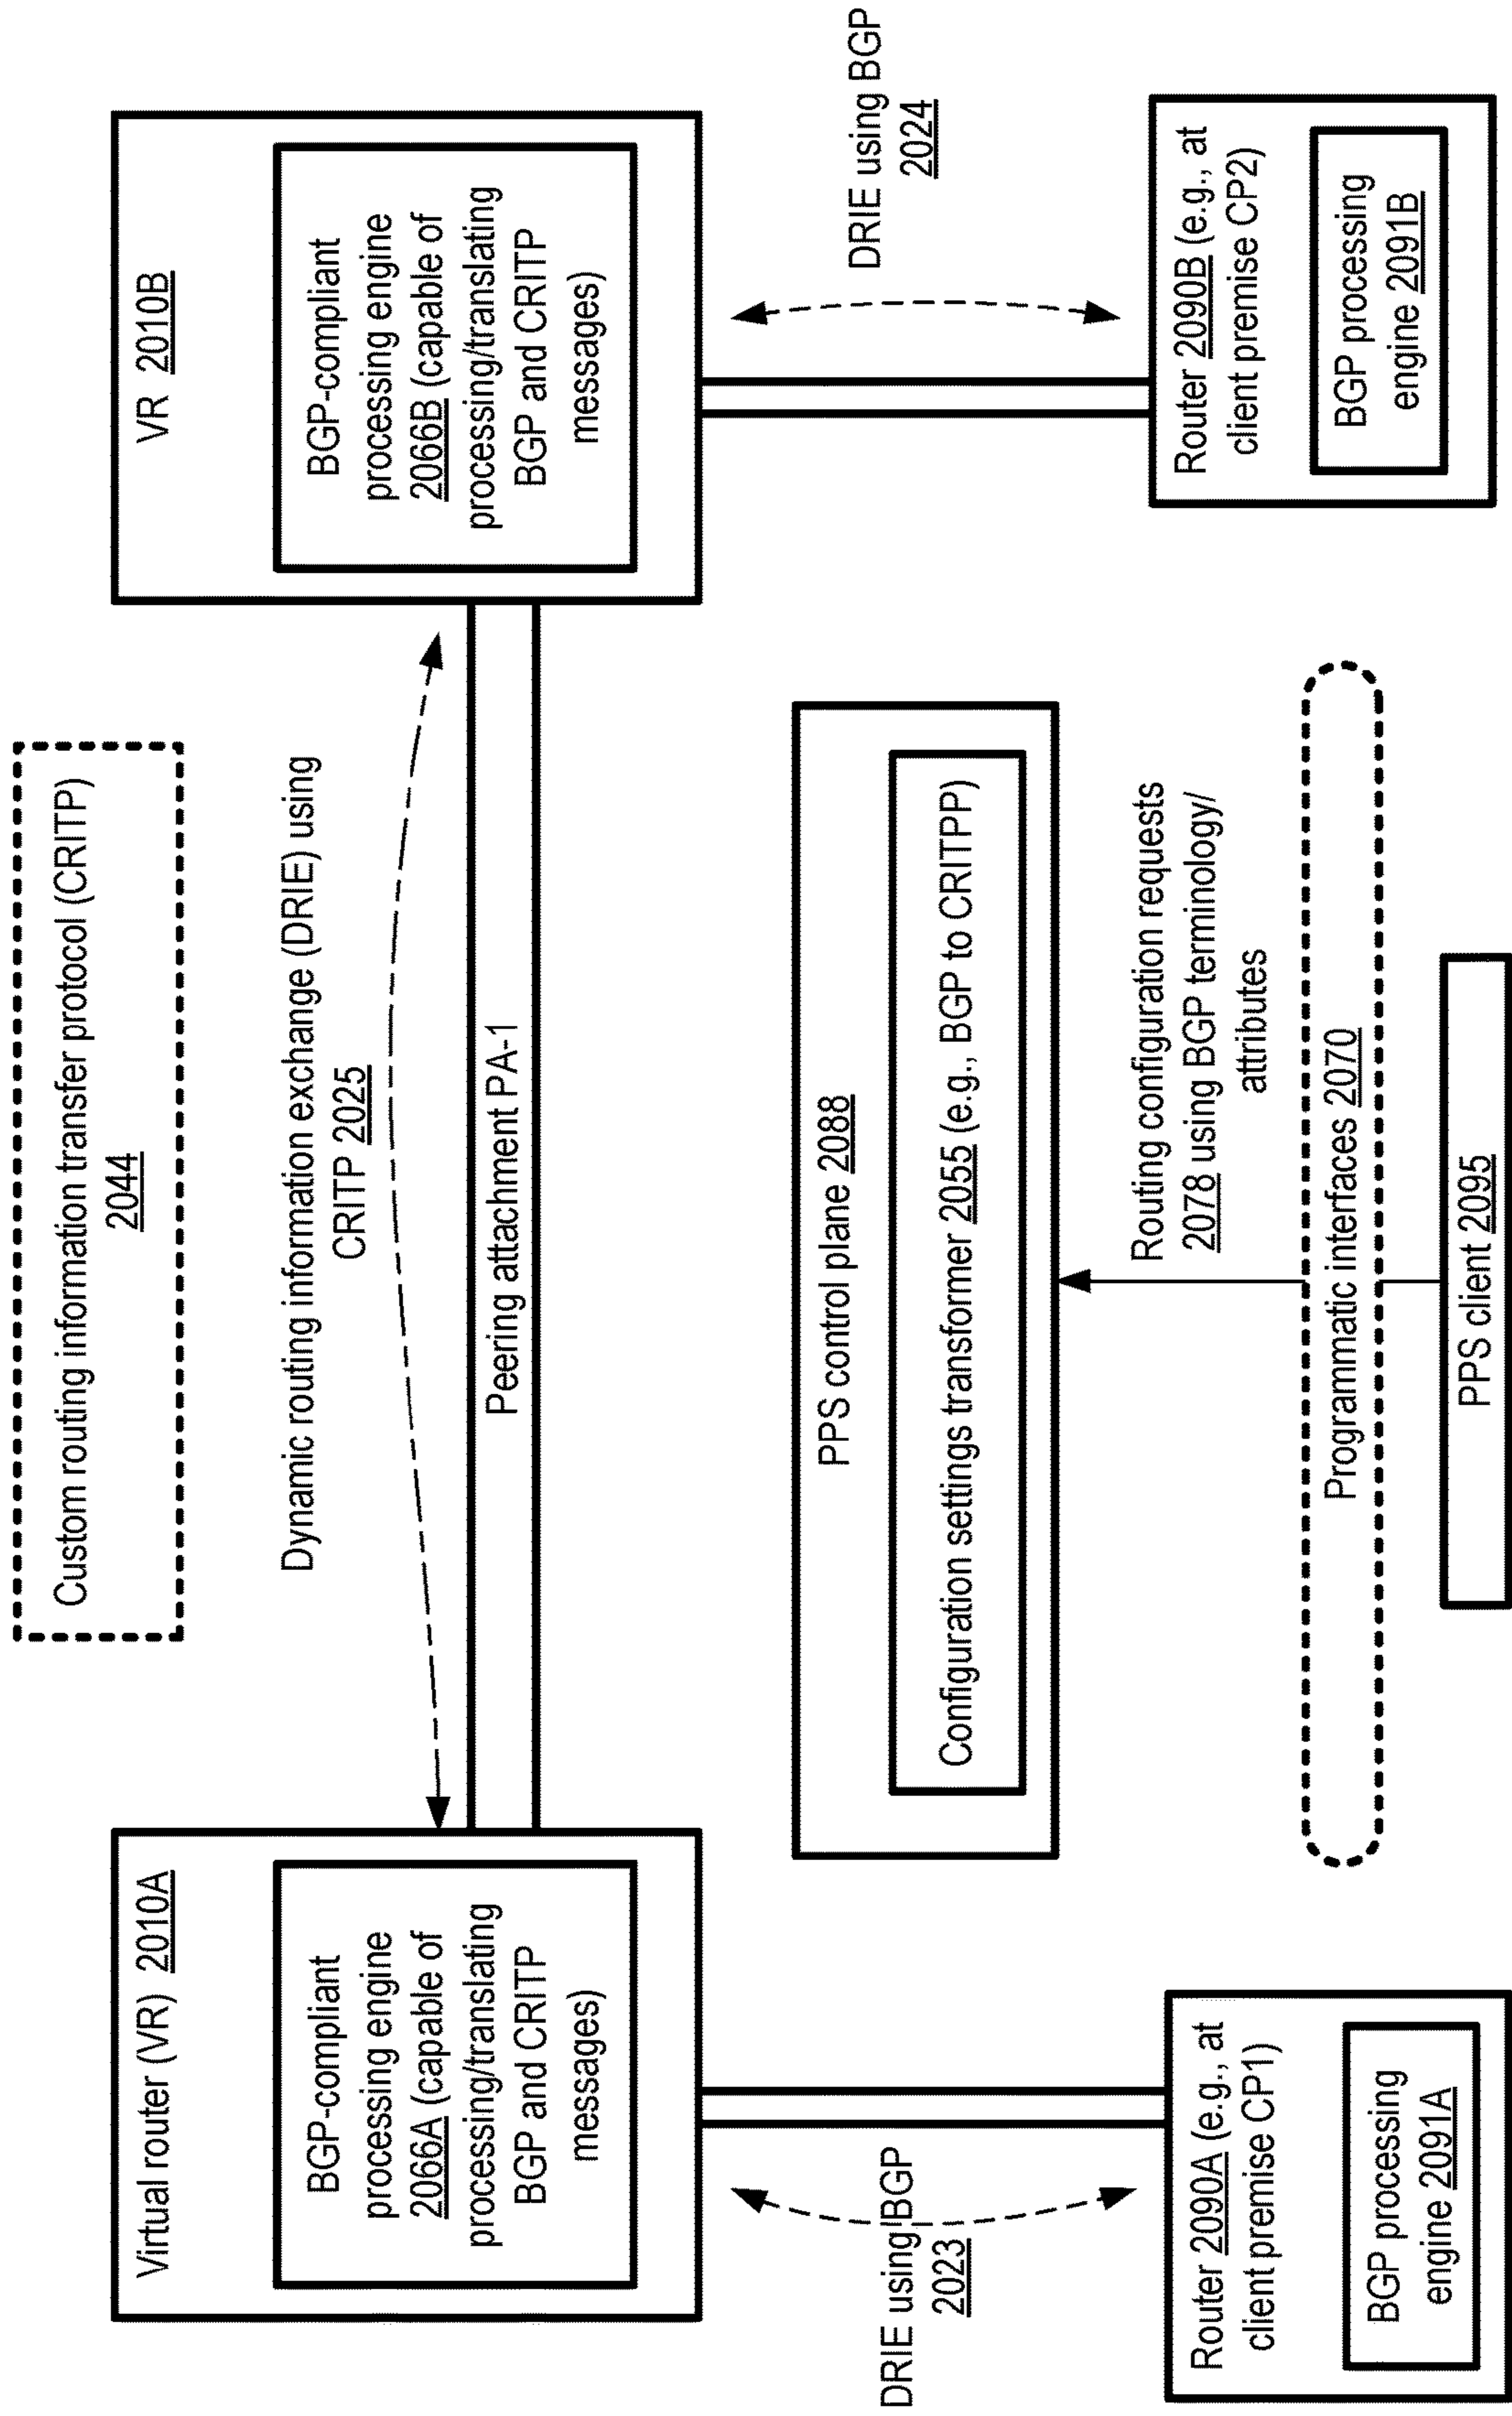 Custom routing information transfer protocol (CRITP)
2044
Virtual router (VR) 2010A
BGP-compliant
processing engine
2066A (capable of
processing/translating
BGP and CRITP
messages)
Dynamic routing information exchange (DRIE) using
CRITP 2025
Peering attachment PA-1
VR 2010B
BGP-compliant
processing engine
2066B (capable of
processing/translating
BGP and CRITP
messages)
DRIE using BGP
2023
PPS control plane 2088
Configuration settings transformer 2055 (e.g., BGP to CRITPP)
DRIE using BGP
2024
Router 2090A (e.g., at
client premise CP1)
BGP processing
engine 2091A
Routing configuration requests
2078 using BGP terminology/
attributes
Programmatic interfaces 2070
PPS client 2095
Router 2090B (e.g., at
client premise CP2)
BGP processing
engine 2091B